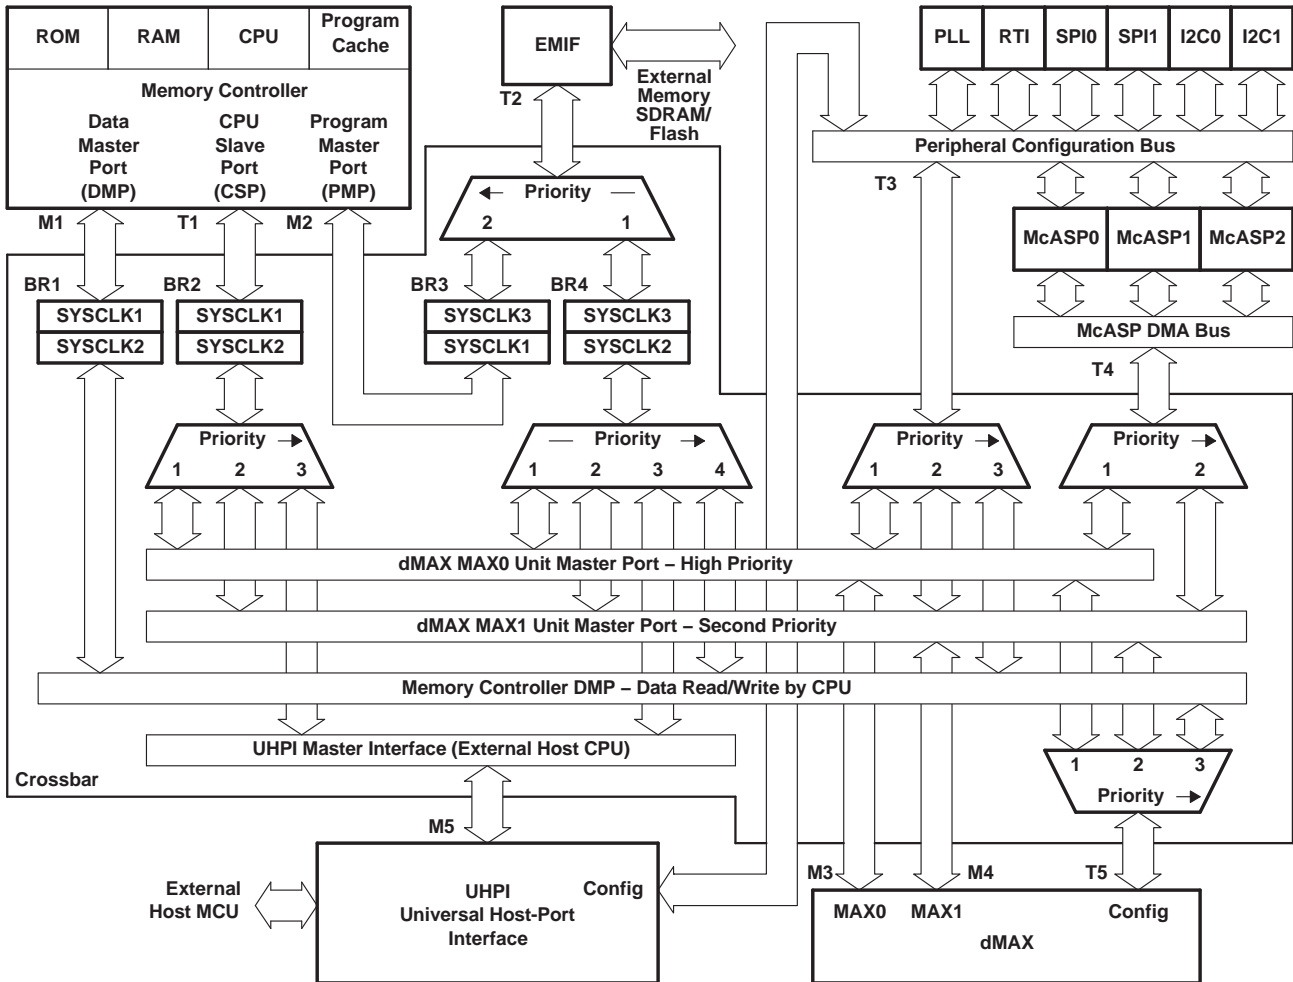 ROM
RAM
CPU
Program
Cache
Memory Controller
Data
Master
Port
(DMP)
CPU
Slave
Port
(CSP)
Program
Master
Port
(PMP)
EMIF
External
Memory
SDRAM/
Flash
PLL
RTI
SPI0
SPI1
I2C0
I2C1
T2
Peripheral Configuration Bus
T3
Priority
2
1
M1
T1
M2
McASP0
McASP1
McASP2
BR1
SYSCLK1
SYSCLK2
BR2
SYSCLK1
SYSCLK2
BR3
SYSCLK3
SYSCLK1
BR4
SYSCLK3
SYSCLK2
McASP DMA Bus
T4
Priority
1
2
3
Priority
1
2
3
4
Priority
1
2
3
Priority
1
2
dMAX MAX0 Unit Master Port – High Priority
dMAX MAX1 Unit Master Port – Second Priority
Memory Controller DMP – Data Read/Write by CPU
UHPI Master Interface (External Host CPU)
1
2
3
Priority
Crossbar
M5
M3
M4
T5
External
Host MCU
UHPI
Universal Host-Port
Interface
Config
MAX0
MAX1
Config
dMAX